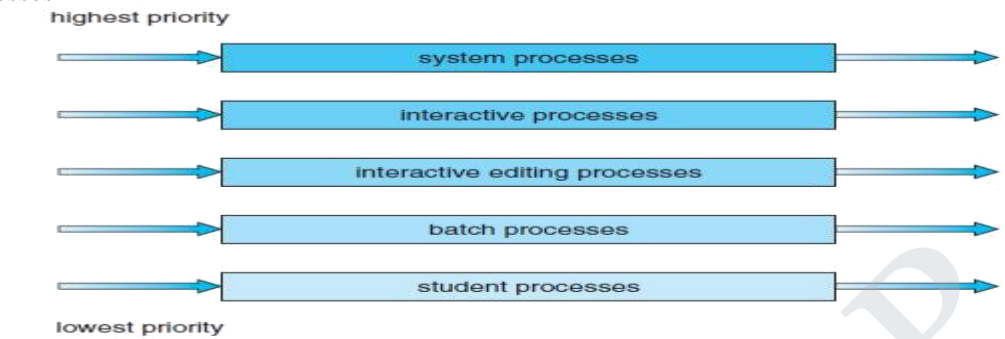 highest priority
system processes
interactive processes
interactive editing processes
batch processes
student processes
lowest priority